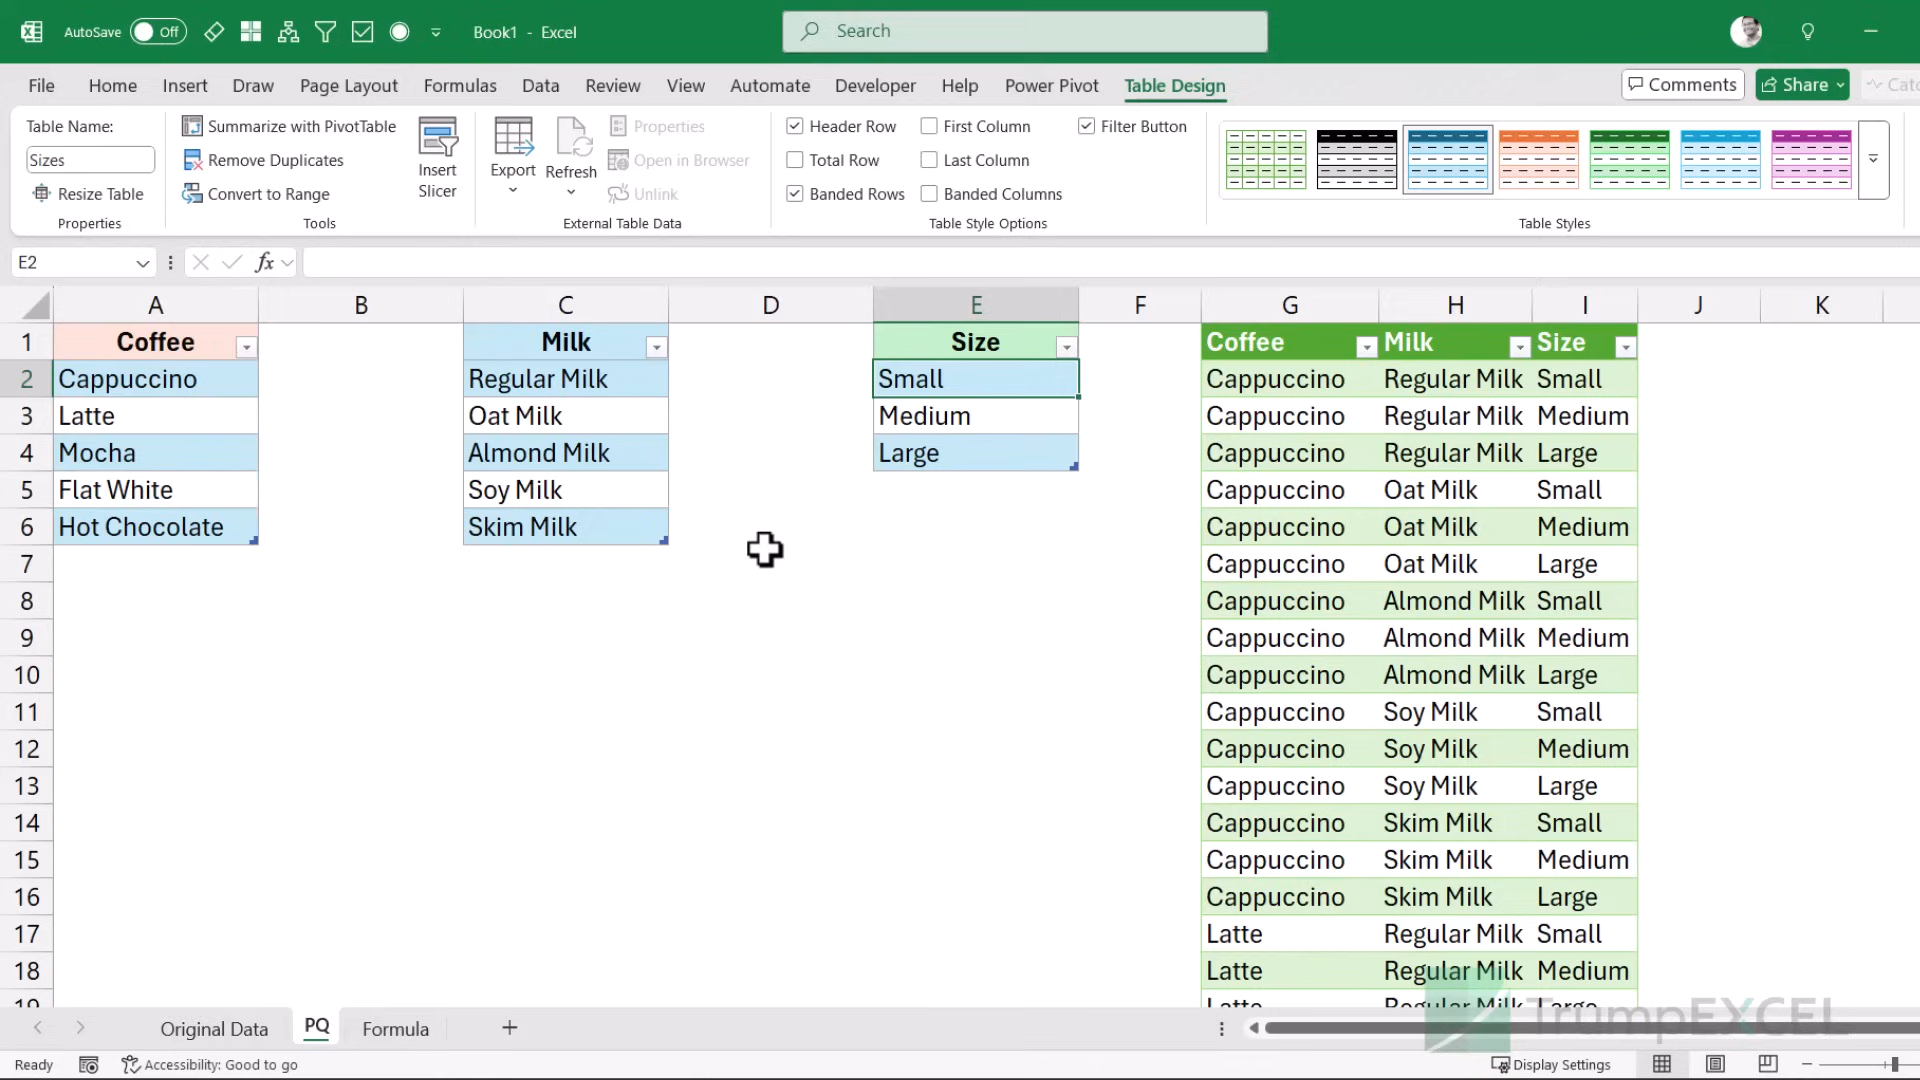 AutoSave Off Book1 - Excel Search
File Home Insert Draw Page Layout Formulas Data Review View Automate Developer Help Power Pivot Table Design Comments Share
Table Name: Summarize with PivotTable Properties Header Row First Column Filter Button
Sizes Remove Duplicates Insert Slicer Export Refresh Open in Browser Total Row Last Column
Resize Table Convert to Range Unlink Banded Rows Banded Columns
Properties Tools External Table Data Table Style Options Table Styles
E2 fx
A B C D E F G H I J K
1 Coffee Milk Size Coffee Milk Size
2 Cappuccino Regular Milk Small Cappuccino Regular Milk Small
3 Latte Oat Milk Medium Cappuccino Regular Milk Medium
4 Mocha Almond Milk Large Cappuccino Regular Milk Large
5 Flat White Soy Milk Cappuccino Oat Milk Small
6 Hot Chocolate Skim Milk Cappuccino Oat Milk Medium
7 Cappuccino Oat Milk Large
8 Cappuccino Almond Milk Small
9 Cappuccino Almond Milk Medium
10 Cappuccino Almond Milk Large
11 Cappuccino Soy Milk Small
12 Cappuccino Soy Milk Medium
13 Cappuccino Soy Milk Large
14 Cappuccino Skim Milk Small
15 Cappuccino Skim Milk Medium
16 Cappuccino Skim Milk Large
17 Latte Regular Milk Small
18 Latte Regular Milk Medium
19 Latte Regular Milk Large
TrumpEXCEL
Original Data PQ Formula
Ready Accessibility: Good to go Display Settings